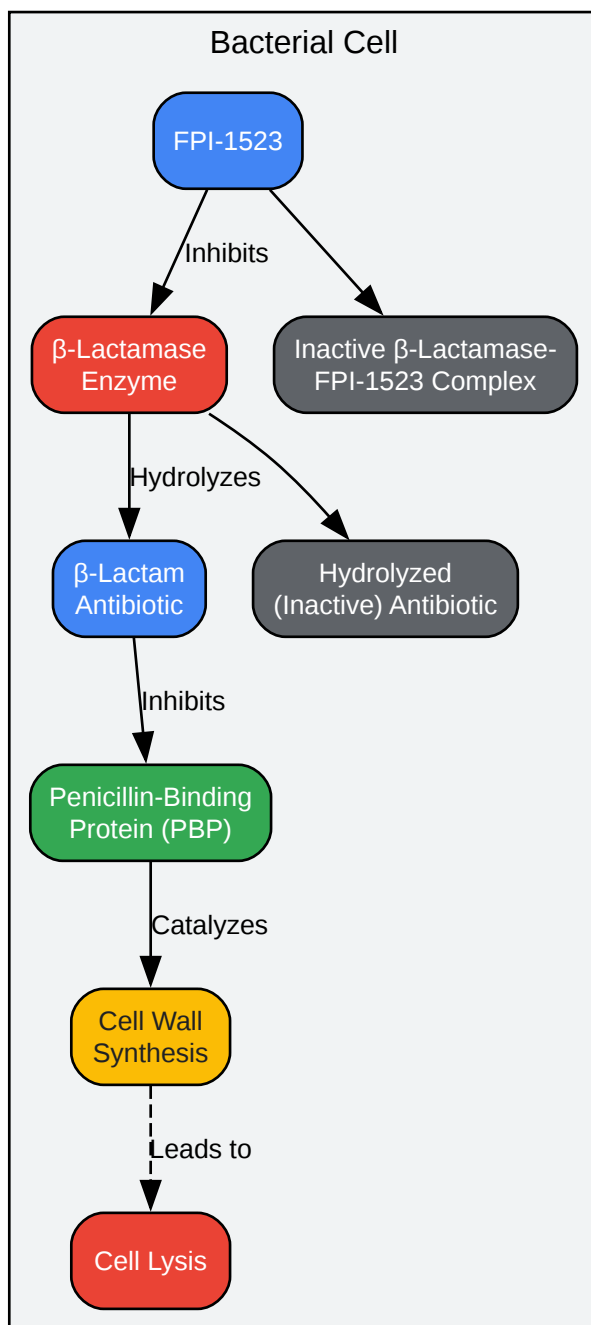 Bacterial Cell
FPI-1523
Inhibits
β-Lactamase
Enzyme
Inactive β-Lactamase-
FPI-1523 Complex
Hydrolyzes
β-Lactam
Antibiotic
Hydrolyzed
(Inactive) Antibiotic
Inhibits
Penicillin-Binding
Protein (PBP)
Catalyzes
Cell Wall
Synthesis
Leads to
Cell Lysis